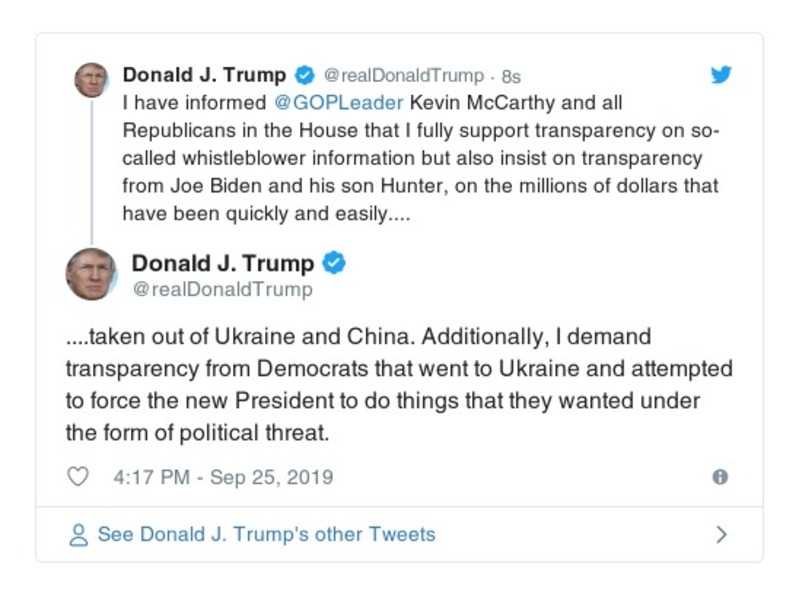 Donald J. Trump @realDonaldTrump · 8s
I have informed @GOPLeader Kevin McCarthy and all
Republicans in the House that I fully support transparency on so-
called whistleblower information but also insist on transparency
from Joe Biden and his son Hunter, on the millions of dollars that
have been quickly and easily....
Donald J. Trump
@realDonaldTrump
....taken out of Ukraine and China. Additionally, I demand
transparency from Democrats that went to Ukraine and attempted
to force the new President to do things that they wanted under
the form of political threat.
4:17 PM - Sep 25, 2019
See Donald J. Trump's other Tweets